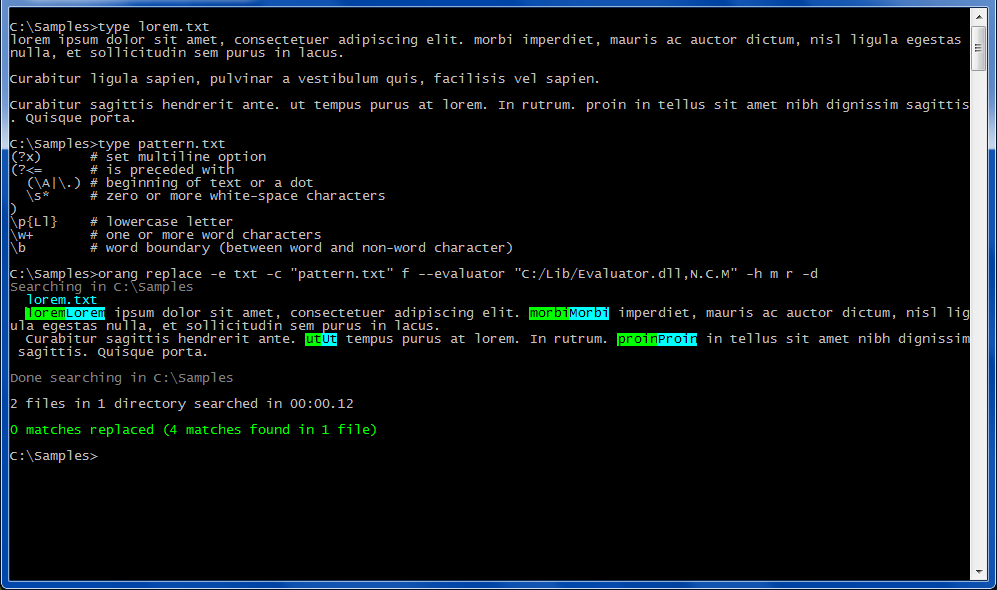 C:\Samples>type lorem.txt
lorem ipsum dolor sit amet, consectetuer adipiscing elit. morbi imperdiet, mauris ac auctor dictum, nisl ligula egestas
nulla, et sollicitudin sem purus in lacus.
Curabitur ligula sapien, pulvinar a vestibulum quis, facilisis vel sapien.
Curabitur sagittis hendrerit ante. ut tempus purus at lorem. In rutrum. proin in tellus sit amet nibh dignissim sagittis
. Quisque porta.
C:\Samples>type pattern.txt
(?x)      # set multiline option
(?<=      # is preceded with
  (\A|\.) # beginning of text or a dot
  \s*     # zero or more white-space characters
)
\p{Ll}    # lowercase letter
\w+       # one or more word characters
\b        # word boundary (between word and non-word character)
C:\Samples>orang replace -e txt -c "pattern.txt" f --evaluator "C:/Lib/Evaluator.dll,N.C.M" -h m r -d
Searching in C:\Samples
  lorem.txt
  loremLorem ipsum dolor sit amet, consectetuer adipiscing elit. morbiMorbi imperdiet, mauris ac auctor dictum, nisl lig
ula egestas nulla, et sollicitudin sem purus in lacus.
  Curabitur sagittis hendrerit ante. utUt tempus purus at lorem. In rutrum. proinProin in tellus sit amet nibh dignissim
 sagittis. Quisque porta.
Done searching in C:\Samples
2 files in 1 directory searched in 00:00.12
0 matches replaced (4 matches found in 1 file)
C:\Samples>